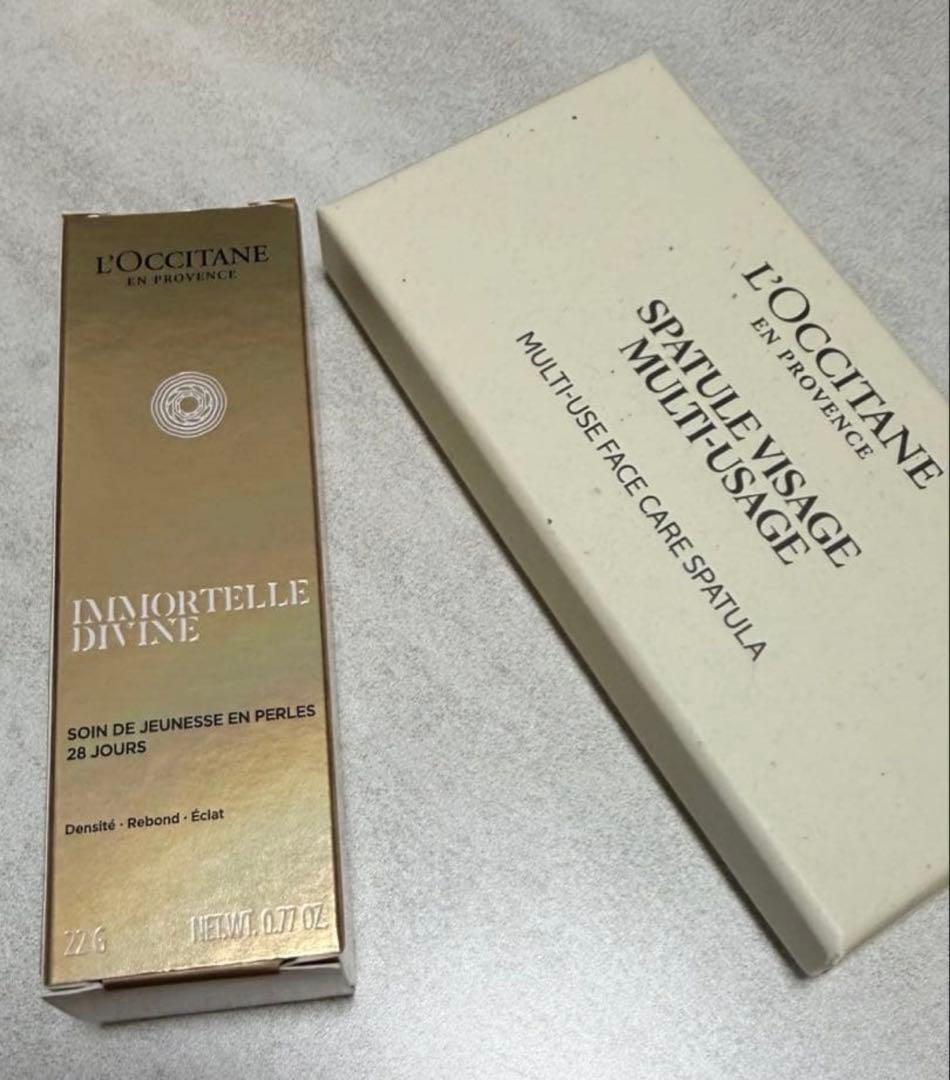 L'OCCITANE
EN PROVENCE
IMMORTELLE
DIVINE
SOIN DE JEUNESSE EN PERLES
28 JOURS
Densité · Rebond · Éclat
22 G NET.WT. 0.77 OZ
L'OCCITANE
EN PROVENCE
SPATULE VISAGE
MULTI-USAGE
MULTI-USE FACE CARE SPATULA